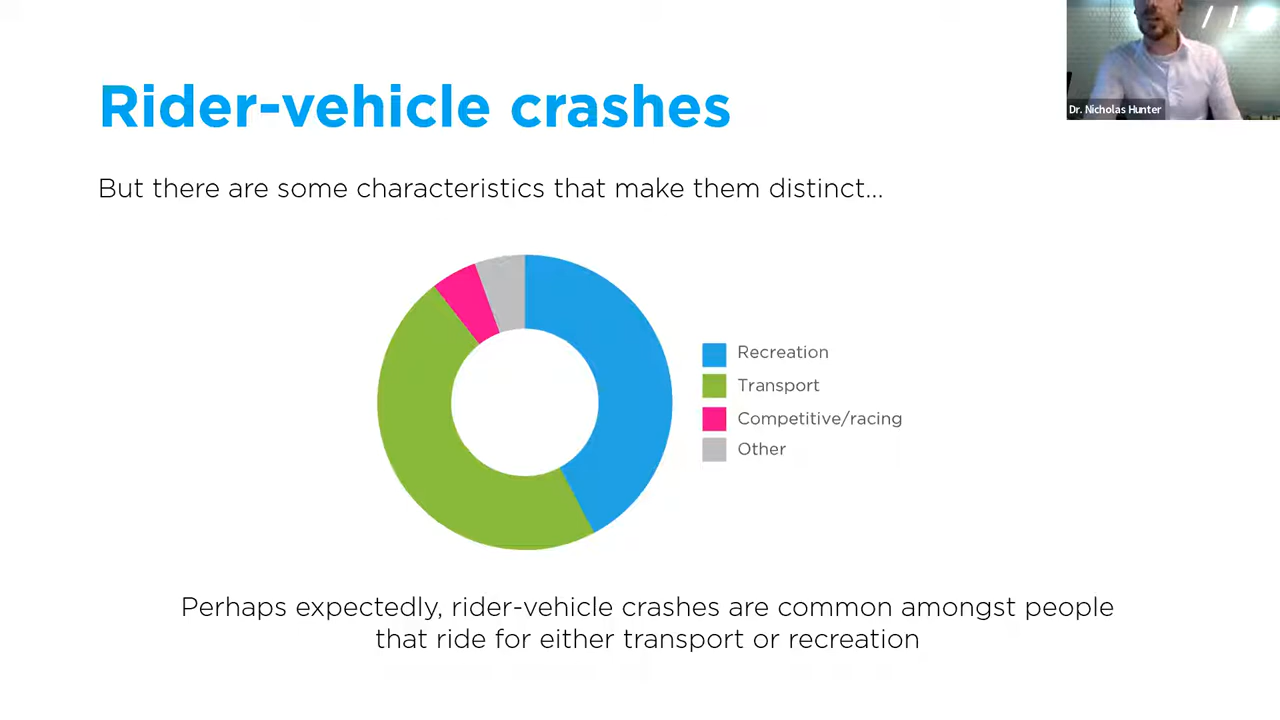 Rider-vehicle crashes
Dr. Nicholas Hunter
But there are some characteristics that make them distinct...
Recreation
Transport
Competitive/racing
Other
Perhaps expectedly, rider-vehicle crashes are common amongst people
that ride for either transport or recreation